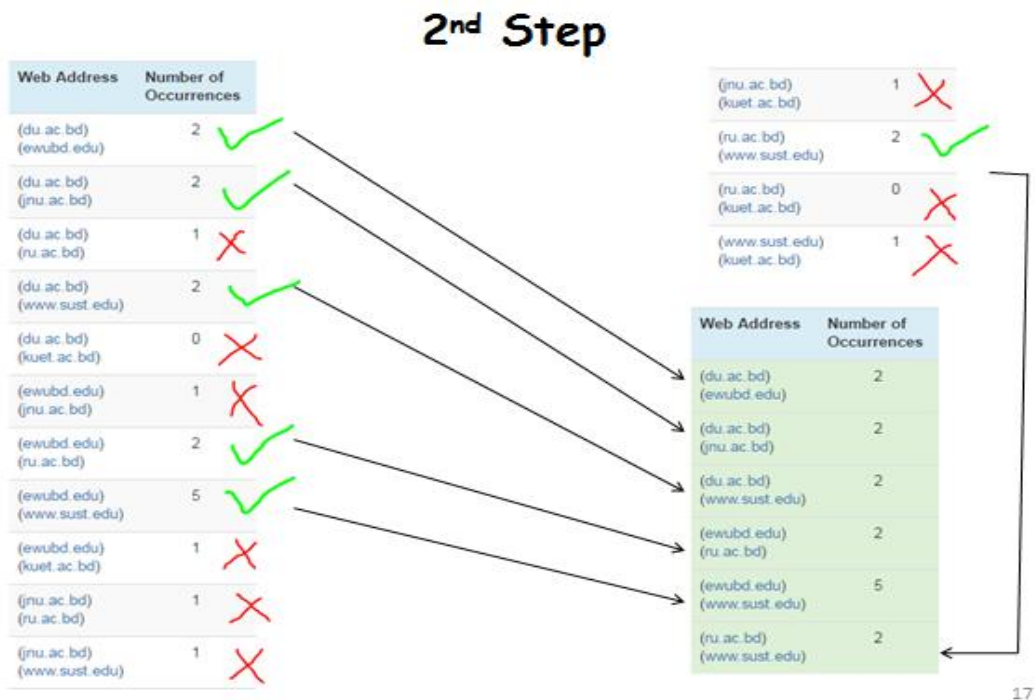 2nd Step
Web Address Number of
Occurrences
(du.ac.bd) 2
(ewubd.edu)
(du.ac.bd) 2
(jnu.ac.bd)
(du.ac.bd) 1
(ru.ac.bd)
(du.ac.bd) 2
(www.sust.edu)
(du.ac.bd) 0
(kuet.ac.bd)
(ewubd.edu) 1
(jnu.ac.bd)
(ewubd.edu) 2
(ru.ac.bd)
(ewubd.edu) 5
(www.sust.edu)
(ewubd.edu) 1
(kuet.ac.bd)
(jnu.ac.bd) 1
(ru.ac.bd)
(jnu.ac.bd) 1
(www.sust.edu)
(jnu.ac.bd) 1
(kuet.ac.bd)
(ru.ac.bd) 2
(www.sust.edu)
(ru.ac.bd) 0
(kuet.ac.bd)
(www.sust.edu) 1
(kuet.ac.bd)
Web Address Number of
Occurrences
(du.ac.bd) 2
(ewubd.edu)
(du.ac.bd) 2
(jnu.ac.bd)
(du.ac.bd) 2
(www.sust.edu)
(ewubd.edu) 2
(ru.ac.bd)
(ewubd.edu) 5
(www.sust.edu)
(ru.ac.bd) 2
(www.sust.edu)
17